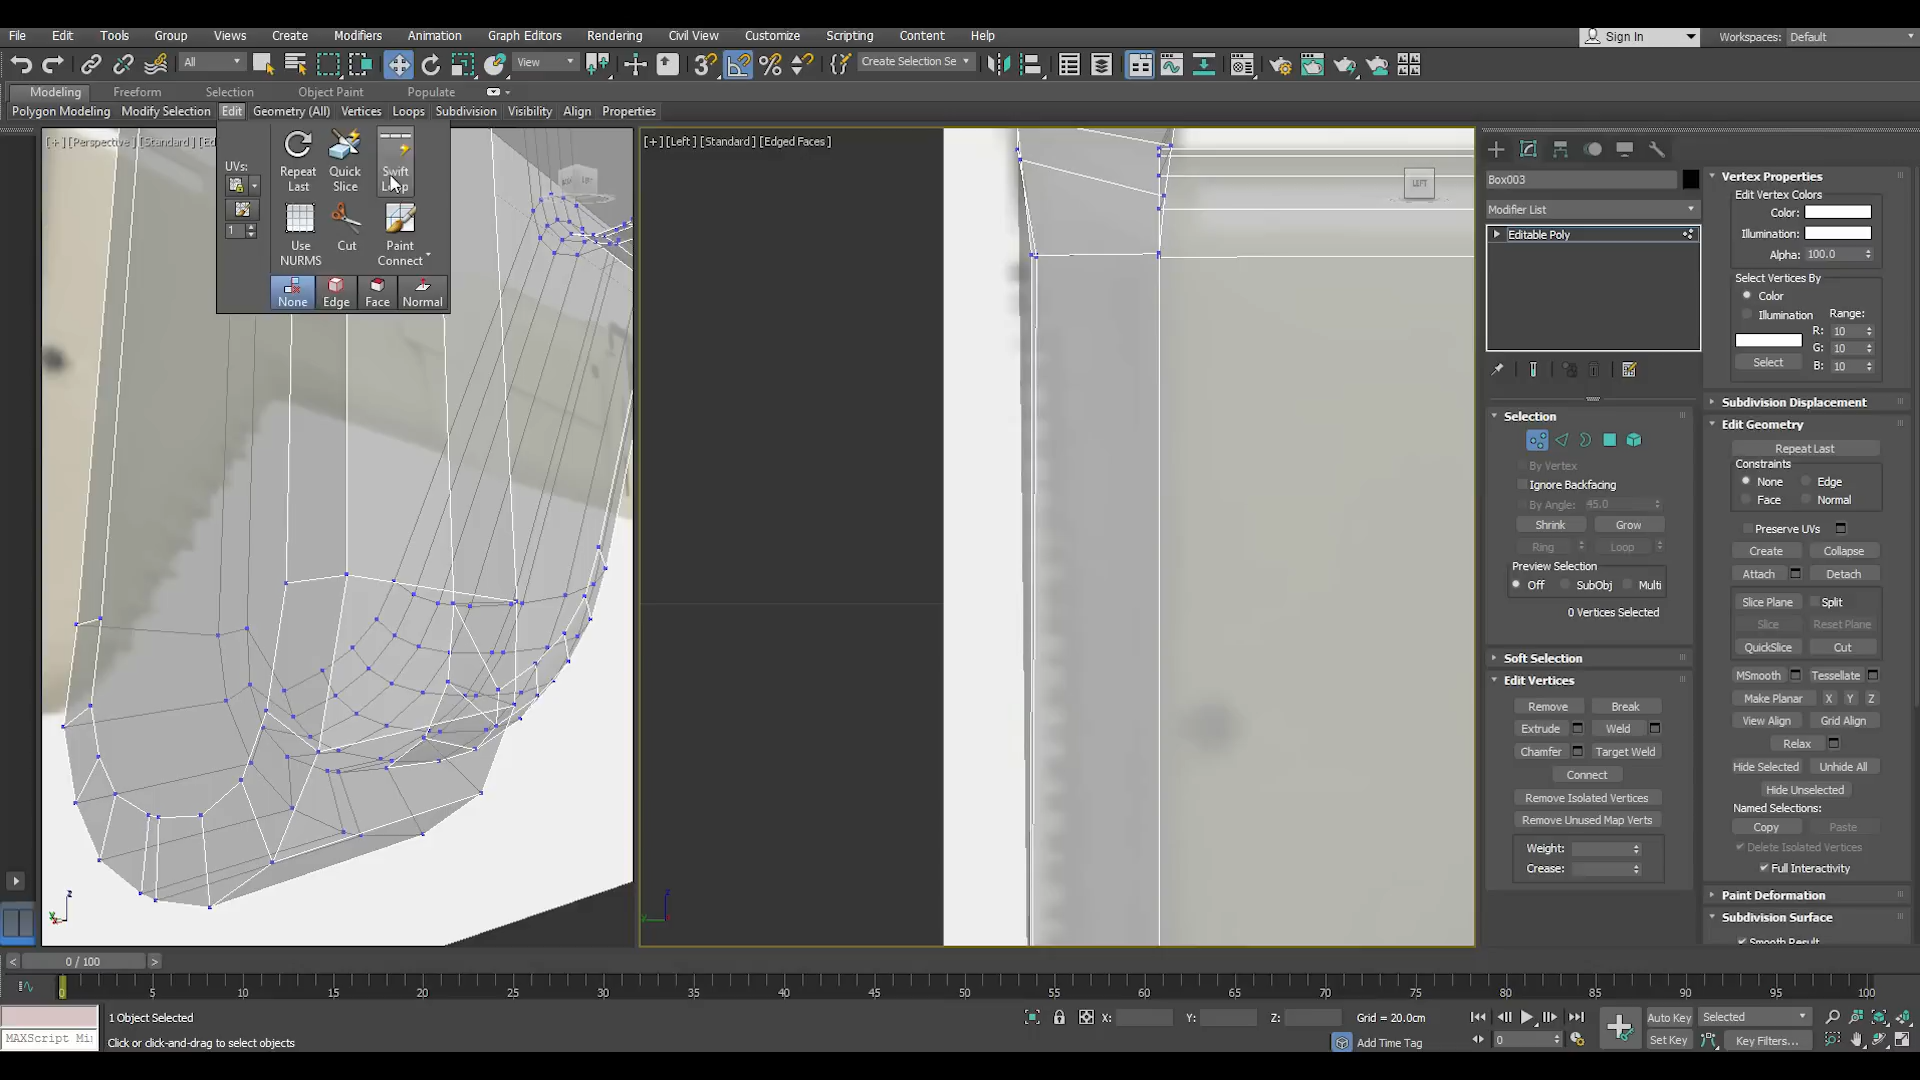 File Edit Tools Group Views Create Modifiers Animation Graph Editors Rendering Civil View Customize Scripting Content Help Sign In Workspaces: Default
All View Create Selection Se
Modeling Freeform Selection Object Paint Populate
Polygon Modeling Modify Selection Edit Geometry (All) Vertices Loops Subdivision Visibility Align Properties
UVs:
1
Repeat Last
Quick Slice
Swift Loop
Use NURMS
Cut
Paint Connect
None Edge Face Normal
[+] [Perspective] [Standard] [Ed
[+] [Left] [Standard] [Edged Faces]
LEFT
Box003
Modifier List
Editable Poly
Selection
By Vertex
Ignore Backfacing
By Angle: 45.0
Shrink Grow
Ring Loop
Preview Selection
Off SubObj Multi
0 Vertices Selected
Soft Selection
Edit Vertices
Remove Break
Extrude Weld
Chamfer Target Weld
Connect
Remove Isolated Vertices
Remove Unused Map Verts
Weight:
Crease:
Vertex Properties
Edit Vertex Colors
Color:
Illumination:
Alpha: 100.0
Select Vertices By
Color
Illumination Range:
R: 10
G: 10
Select B: 10
Subdivision Displacement
Edit Geometry
Repeat Last
Constraints
None Edge
Face Normal
Preserve UVs
Create Collapse
Attach Detach
Slice Plane Split
Slice Reset Plane
QuickSlice Cut
MSmooth Tessellate
Make Planar X Y Z
View Align Grid Align
Relax
Hide Selected Unhide All
Hide Unselected
Named Selections:
Copy Paste
Delete Isolated Vertices
Full Interactivity
Paint Deformation
Subdivision Surface
Smooth Result
< 0 / 100 >
0 5 10 15 20 25 30 35 40 45 50 55 60 65 70 75 80 85 90 95 100
1 Object Selected X: Y: Z: Grid = 20.0cm Auto Key Selected
MAXScript Mi Click or click-and-drag to select objects Add Time Tag 0 Set Key Key Filters...